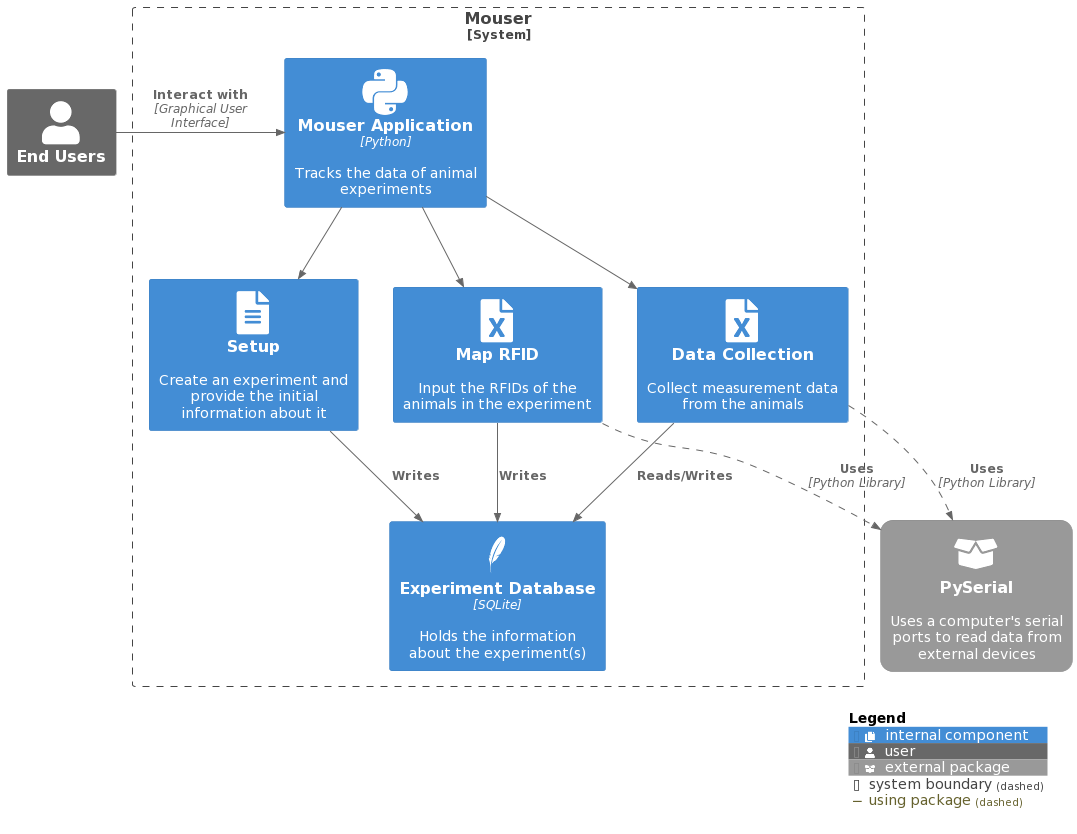 Mouser
[System]
Interact with
[Graphical User
Interface]
End Users
Mouser Application
[Python]
Tracks the data of animal
experiments
Setup
Create an experiment and
provide the initial
information about it
Map RFID
Input the RFIDs of the
animals in the experiment
Data Collection
Collect measurement data
from the animals
Writes
Writes
Reads/Writes
Uses
[Python Library]
Uses
[Python Library]
Experiment Database
[SQLite]
Holds the information
about the experiment(s)
PySerial
Uses a computer's serial
ports to read data from
external devices
Legend
internal component
user
external package
system boundary (dashed)
using package (dashed)